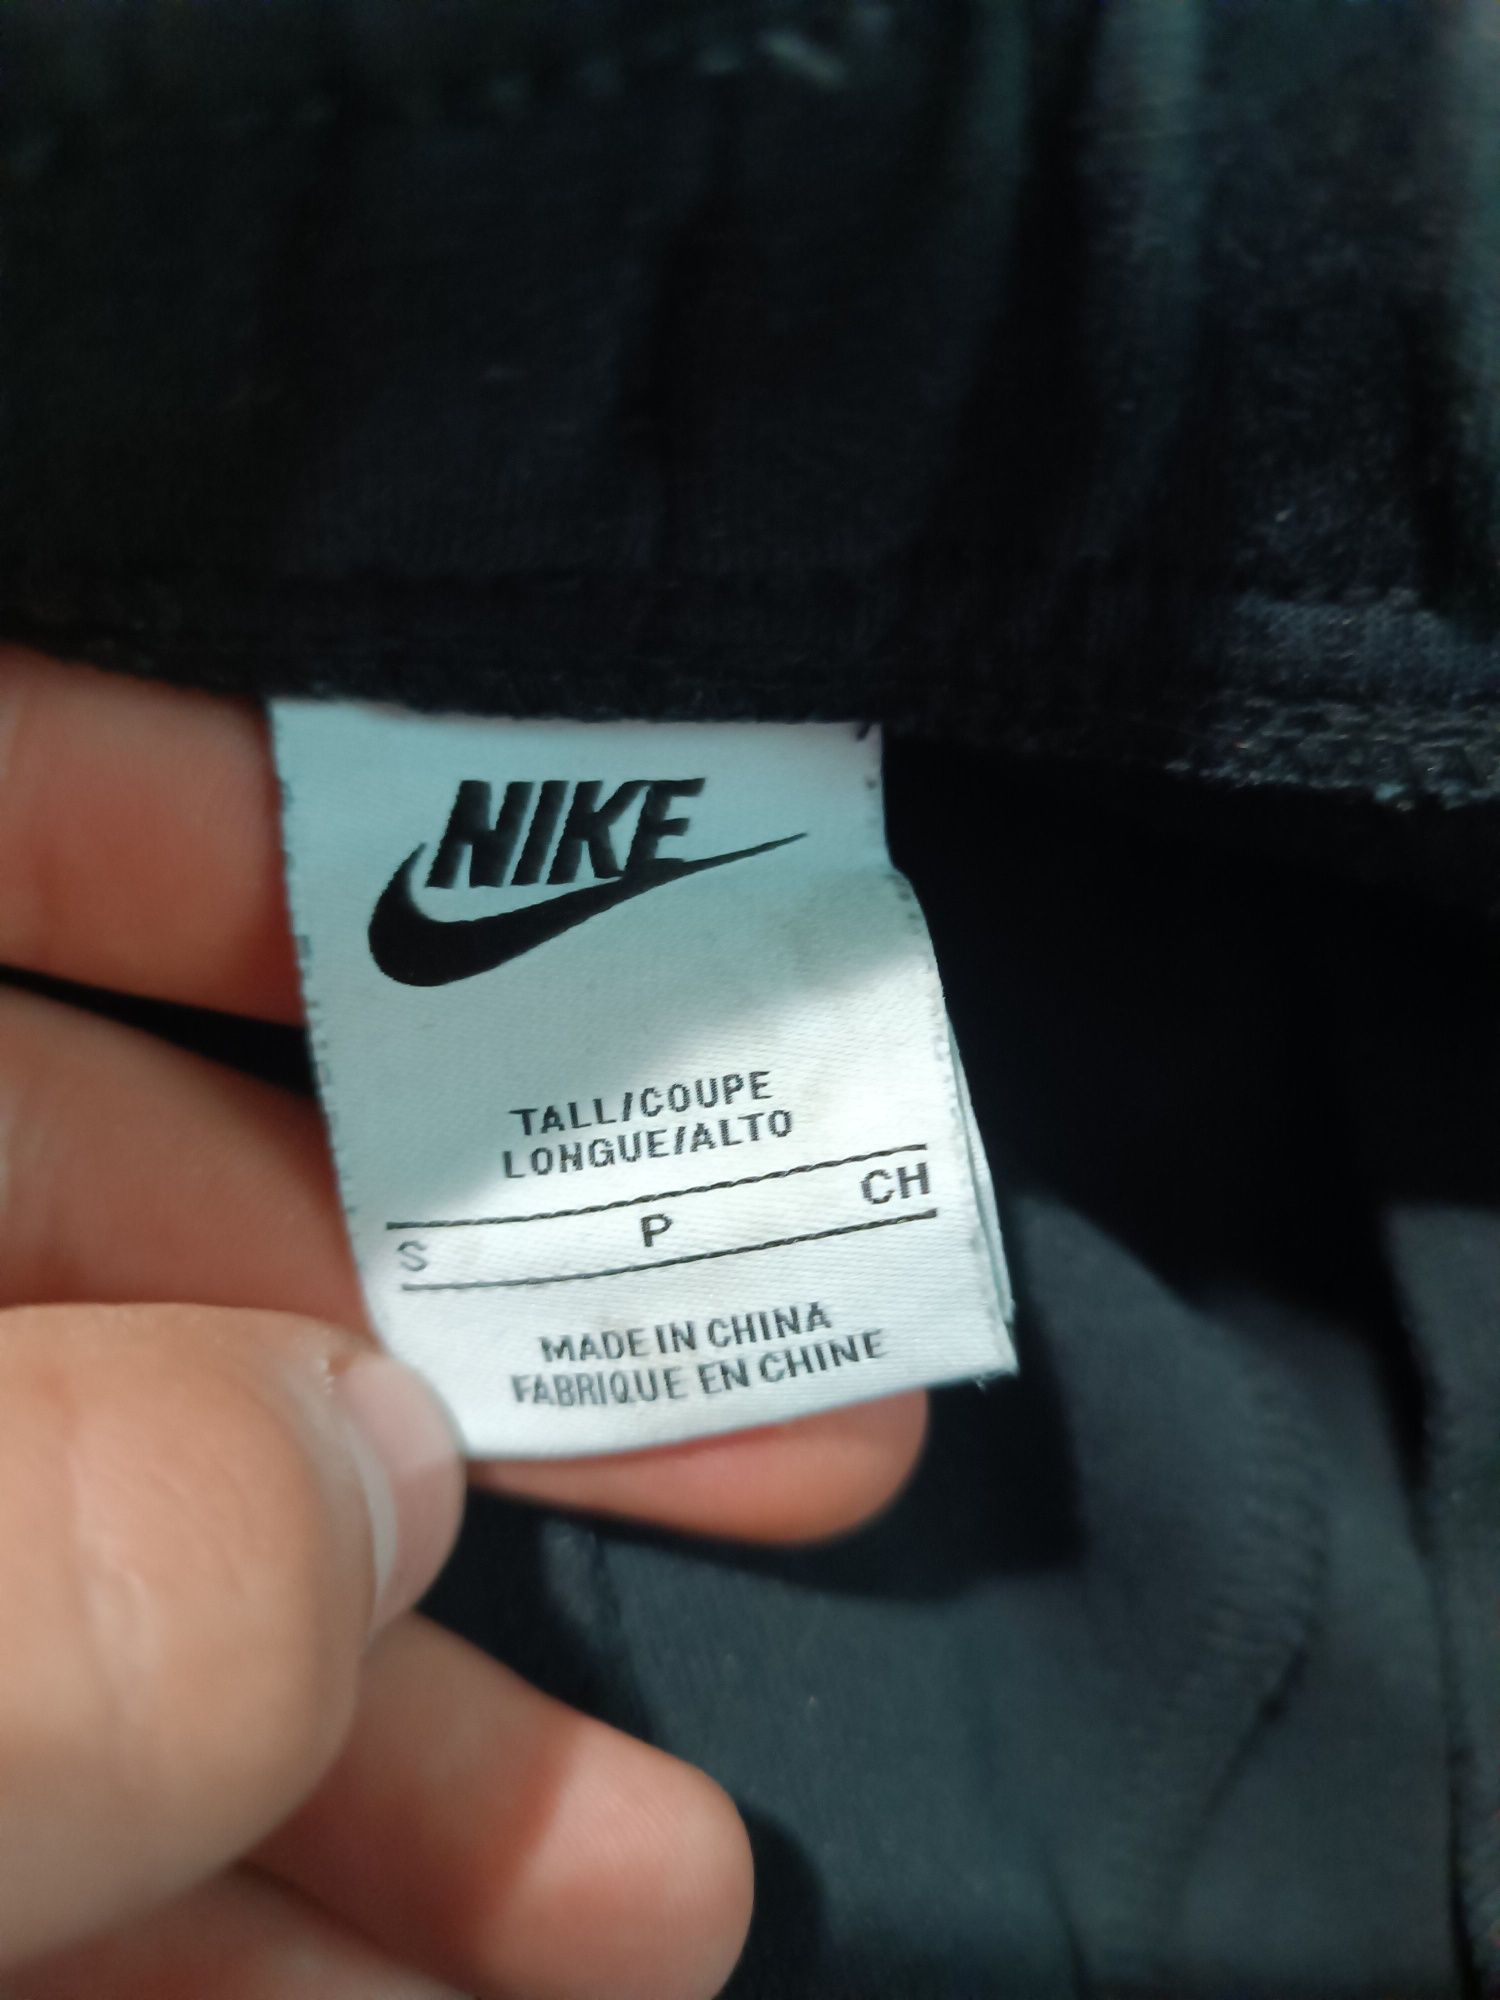 NIKE
TALL/COUPE
LONGUE/ALTO
S P CH
MADE IN CHINA
FABRIQUE EN CHINE